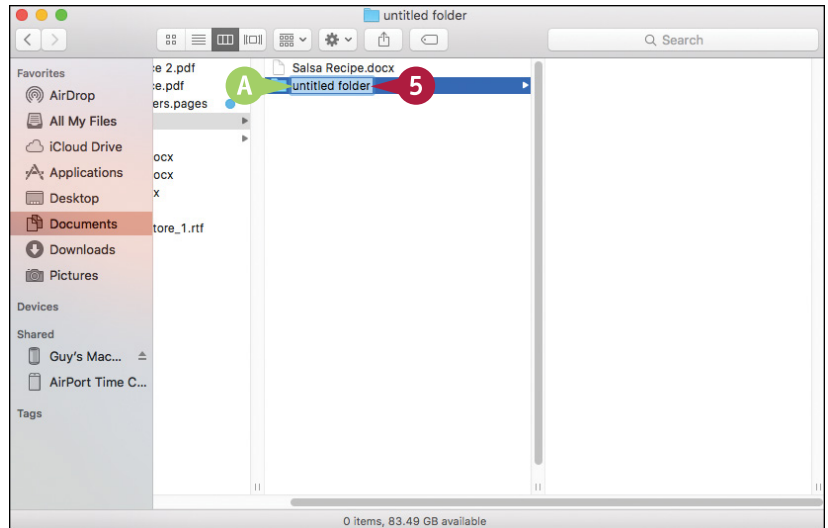 untitled folder
Search
Favorites
AirDrop
All My Files
iCloud Drive
Applications
Desktop
Documents
Downloads
Pictures
Devices
Shared
Guy's Mac...
AirPort Time C...
Tags
e 2.pdf
e.pdf
ers.pages
ocx
ocx
x
tore_1.rtf
Salsa Recipe.docx
A
untitled folder
5
0 items, 83.49 GB available